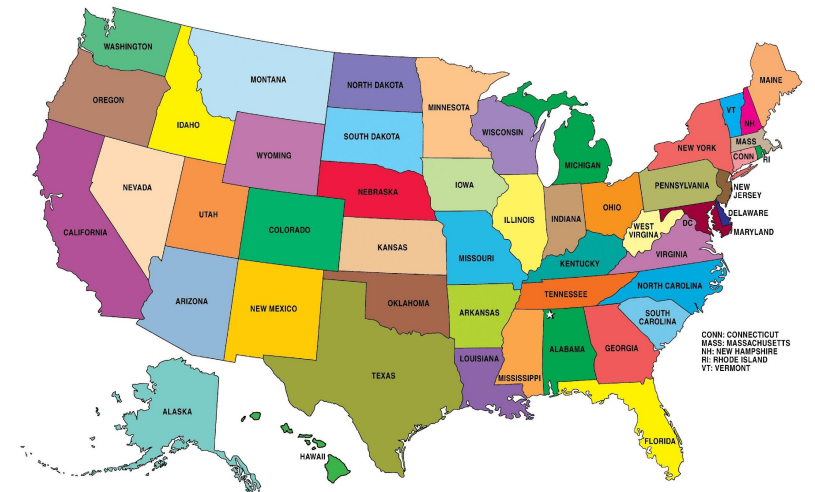 WASHINGTON
MONTANA
NORTH DAKOTA
MINNESOTA
MAINE
VT
NH
OREGON
IDAHO
SOUTH DAKOTA
WISCONSIN
MICHIGAN
NEW YORK
MASS
CONN
RI
WYOMING
NEVADA
UTAH
COLORADO
NEBRASKA
IOWA
ILLINOIS
INDIANA
OHIO
PENNSYLVANIA
NEW
JERSEY
DELAWARE
MARYLAND
DC
WEST
VIRGINIA
VIRGINIA
CALIFORNIA
KANSAS
MISSOURI
KENTUCKY
NORTH CAROLINA
TENNESSEE
SOUTH
CAROLINA
ARIZONA
NEW MEXICO
OKLAHOMA
ARKANSAS
ALABAMA
GEORGIA
LOUISIANA
MISSISSIPPI
TEXAS
CONN: CONNECTICUT
MASS: MASSACHUSETTS
NH: NEW HAMPSHIRE
RI: RHODE ISLAND
VT: VERMONT
ALASKA
HAWAII
FLORIDA